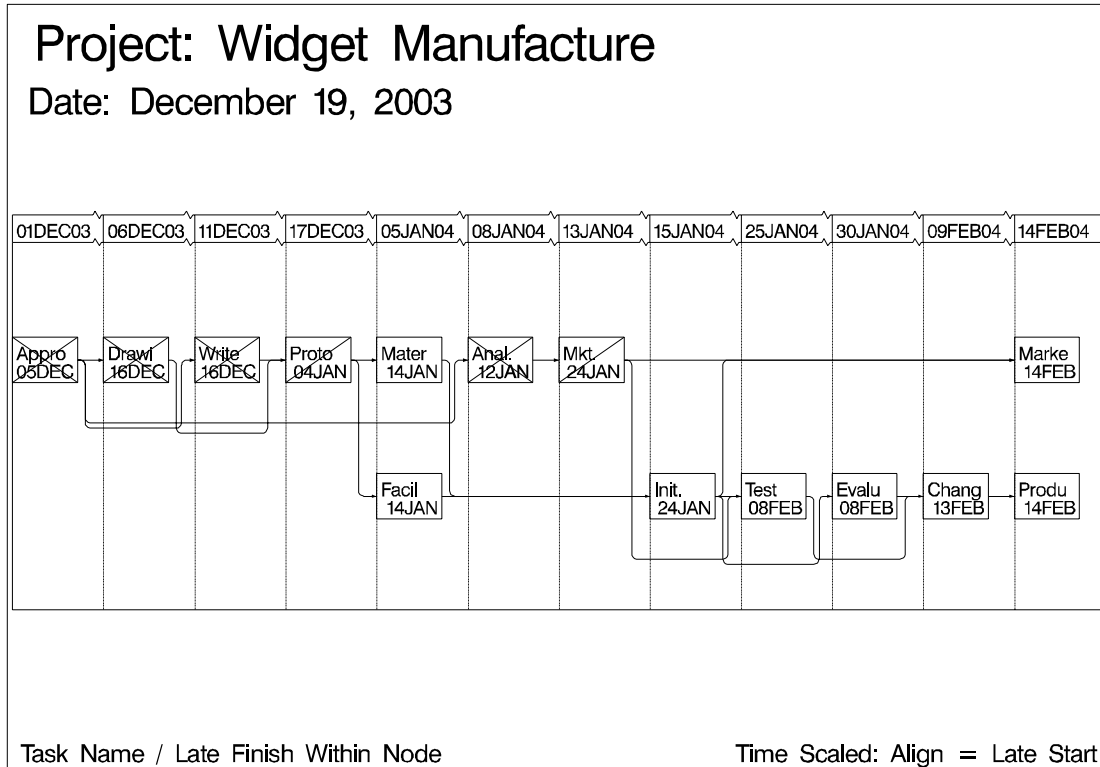 Project: Widget Manufacture
Date: December 19, 2003
01DEC03 06DEC03 11DEC03 17DEC03 05JAN04 08JAN04 13JAN04 15JAN04 25JAN04 30JAN04 09FEB04 14FEB04
Appro Drawi Write Proto Mater Anal. Mkt. Marke
05DEC 16DEC 16DEC 04JAN 14JAN 12JAN 24JAN 14FEB
Facil Init. Test Evalu Chang Produ
14JAN 24JAN 08FEB 08FEB 13FEB 14FEB
Task Name / Late Finish Within Node Time Scaled: Align = Late Start